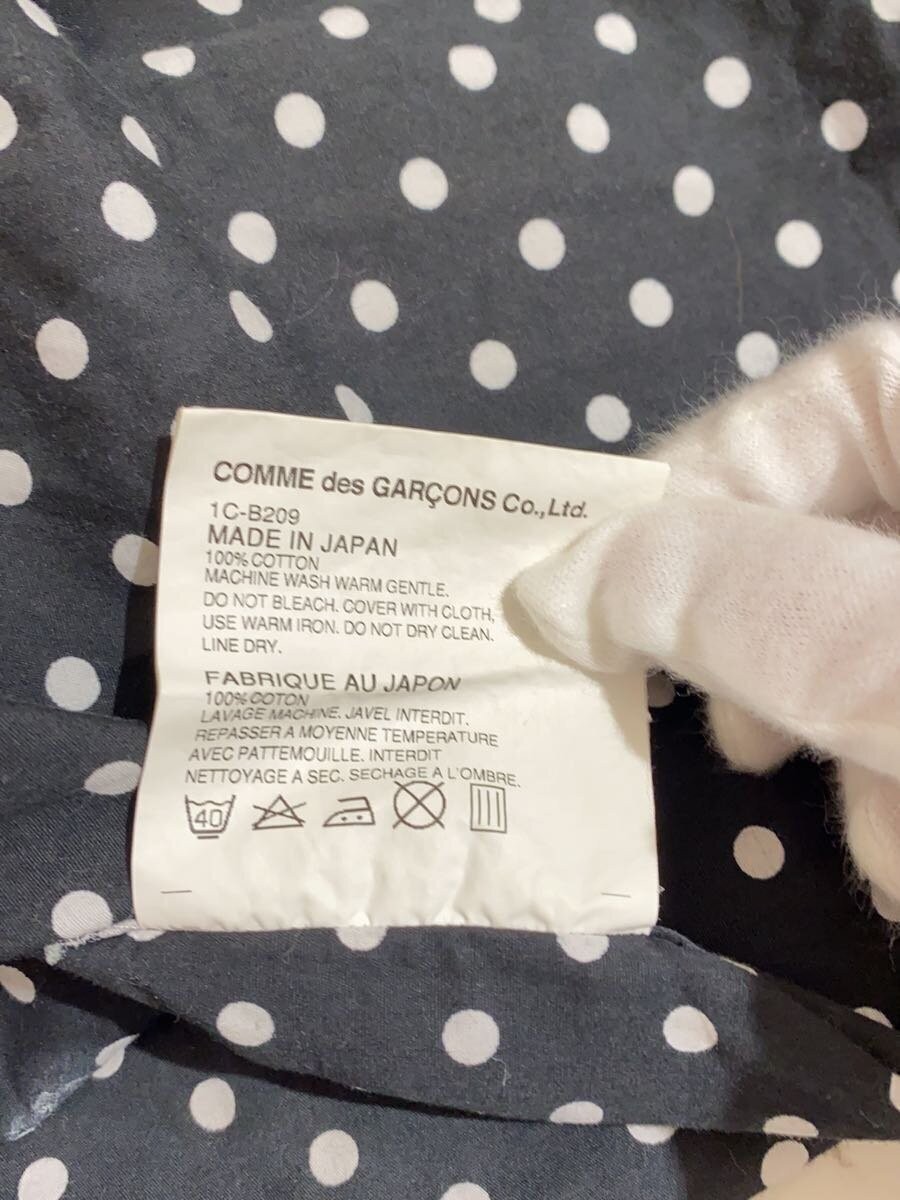 COMME des GARÇONS Co.,Ltd.
1C-B209
MADE IN JAPAN
100% COTTON
MACHINE WASH WARM GENTLE.
DO NOT BLEACH. COVER WITH CLOTH,
USE WARM IRON. DO NOT DRY CLEAN.
LINE DRY.
FABRIQUE AU JAPON
100% COTON
LAVAGE MACHINE. JAVEL INTERDIT.
REPASSER A MOYENNE TEMPERATURE
AVEC PATTEMOUILLE. INTERDIT
NETTOYAGE A SEC. SECHAGE A L'OMBRE.
40